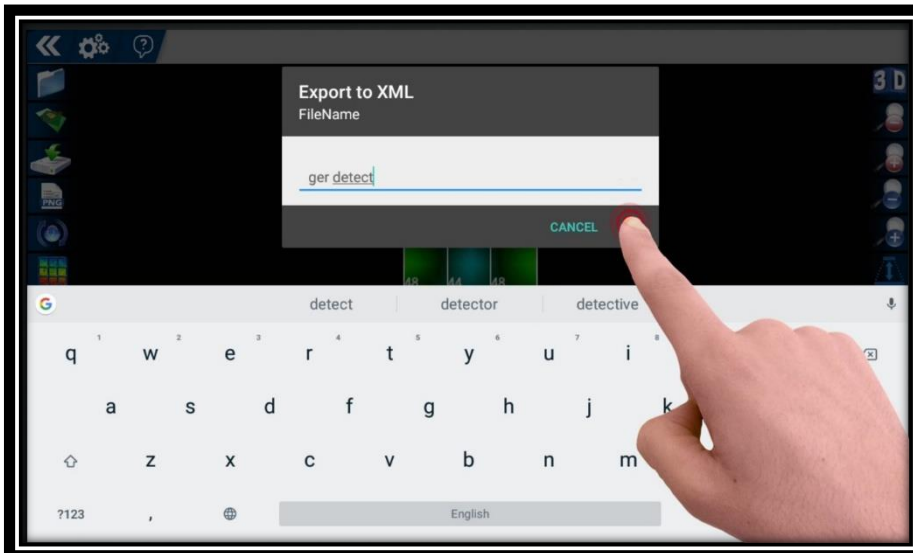 ?
3 D
PNG
Export to XML
FileName
ger detect
CANCEL
48 44 48
G
detect detector detective
1 2 3 4 5 6 7 8
q w e r t y u i
a s d f g h j k
z x c v b n m
?123 , English